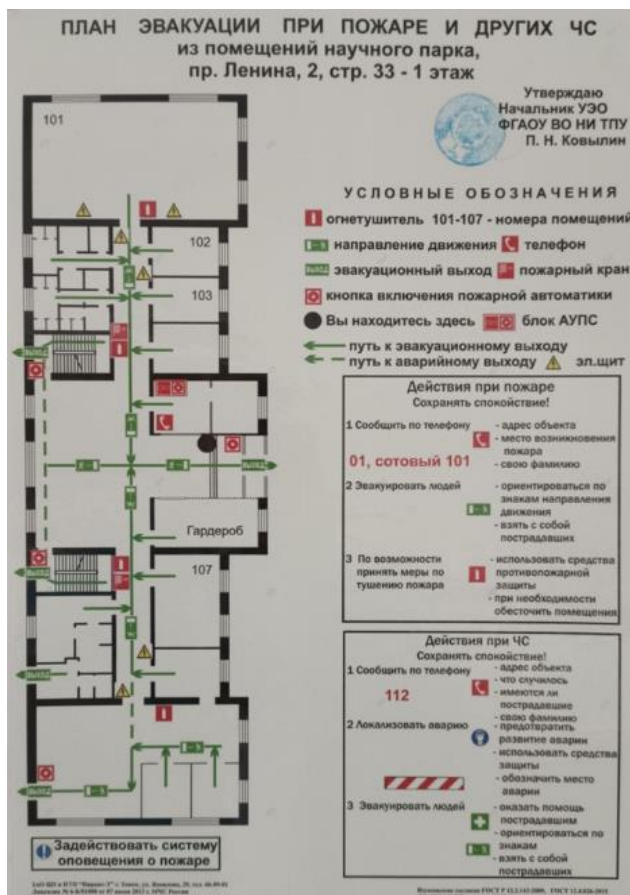 ПЛАН ЭВАКУАЦИИ ПРИ ПОЖАРЕ И ДРУГИХ ЧС
из помещений научного парка,
пр. Ленина, 2, стр. 33 - 1 этаж
Утверждаю
Начальник УЭО
ФГАОУ ВО НИ ТПУ
П. Н. Ковылин
101
102
103
Гардероб
107
УСЛОВНЫЕ ОБОЗНАЧЕНИЯ
огнетушитель 101-107 - номера помещений
направление движения телефон
эвакуационный выход пожарный кран
кнопка включения пожарной автоматики
Вы находитесь здесь блок АУПС
путь к эвакуационному выходу
путь к аварийному выходу эл.щит
Действия при пожаре
Сохранять спокойствие!
1 Сообщить по телефону
01, сотовый 101
- адрес объекта
- место возникновения
пожара
- свою фамилию
2 Эвакуировать людей
- ориентироваться по
знакам направления
движения
- взять с собой
пострадавших
3 По возможности
принять меры по
тушению пожара
- использовать средства
противопожарной
защиты
- при необходимости
обесточить помещения
Действия при ЧС
Сохранять спокойствие!
1 Сообщить по телефону
112
- адрес объекта
- что случилось
- имеются ли
пострадавшие
- свою фамилию
2 Локализовать аварию
- предотвратить
развитие аварии
- использовать средства
защиты
- обозначить место
аварии
3 Эвакуировать людей
- оказать помощь
пострадавшим
- ориентироваться по
знакам
- взять с собой
пострадавших
Задействовать систему
оповещения о пожаре